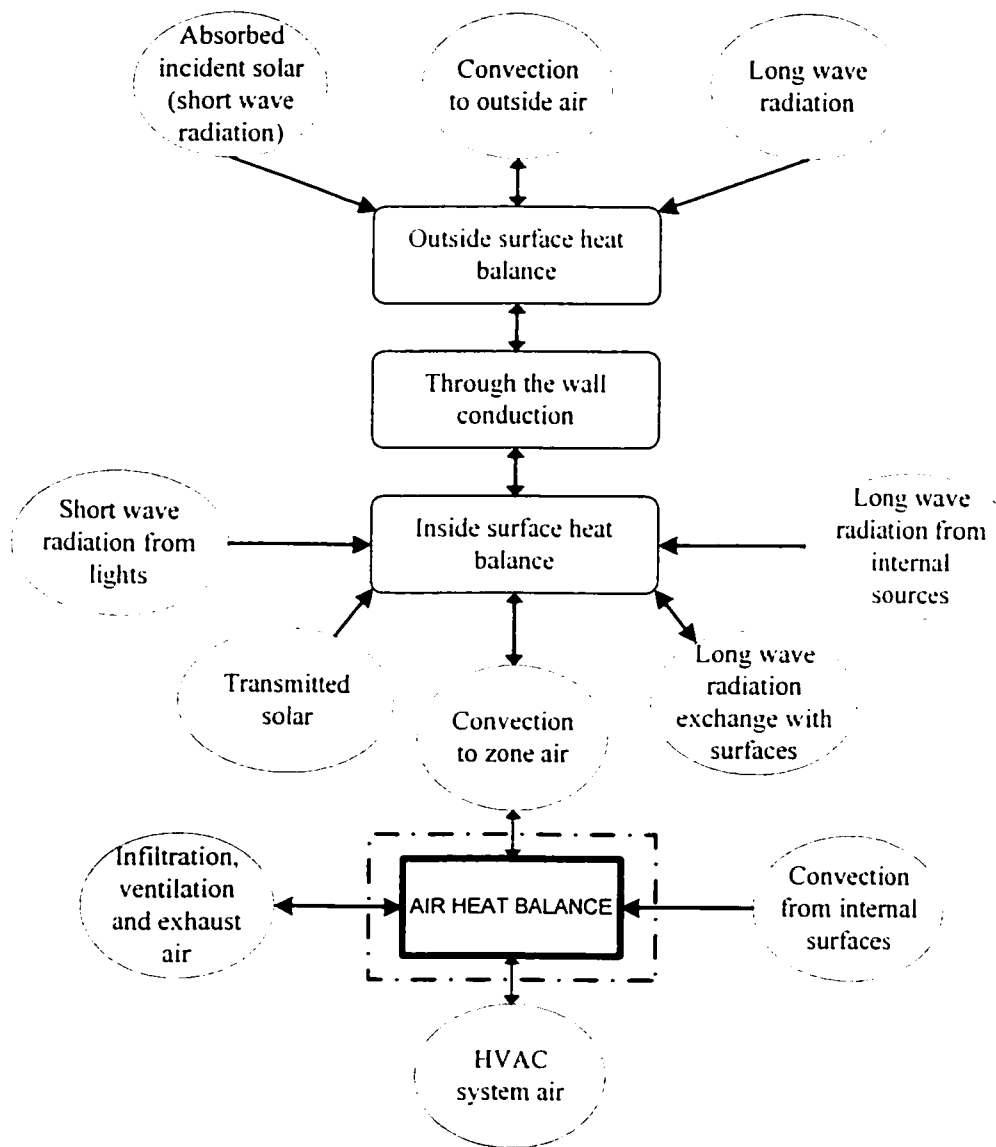 Absorbed
incident solar
(short wave
radiation)
Convection
to outside air
Long wave
radiation
Outside surface heat
balance
Through the wall
conduction
Short wave
radiation from
lights
Inside surface heat
balance
Long wave
radiation from
internal
sources
Transmitted
solar
Convection
to zone air
Long wave
radiation
exchange with
surfaces
Infiltration,
ventilation
and exhaust
air
AIR HEAT BALANCE
Convection
from internal
surfaces
HVAC
system air